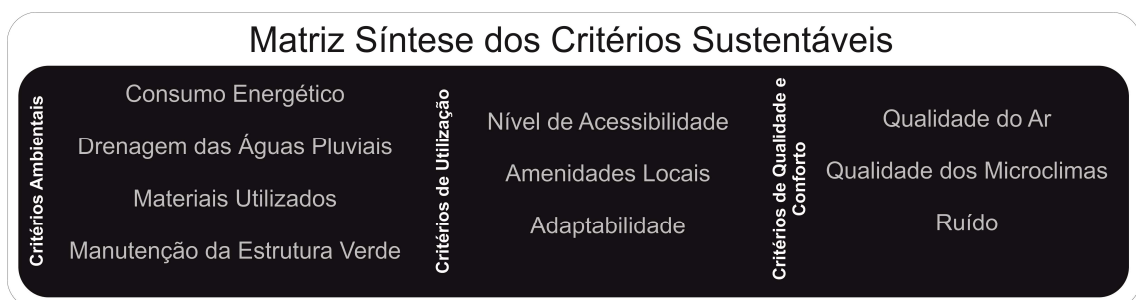 Matriz Síntese dos Critérios Sustentáveis
Critérios Ambientais
Consumo Energético
Drenagem das Águas Pluviais
Materiais Utilizados
Manutenção da Estrutura Verde
Critérios de Utilização
Nível de Acessibilidade
Amenidades Locais
Adaptabilidade
Critérios de Qualidade e
Conforto
Qualidade do Ar
Qualidade dos Microclimas
Ruído